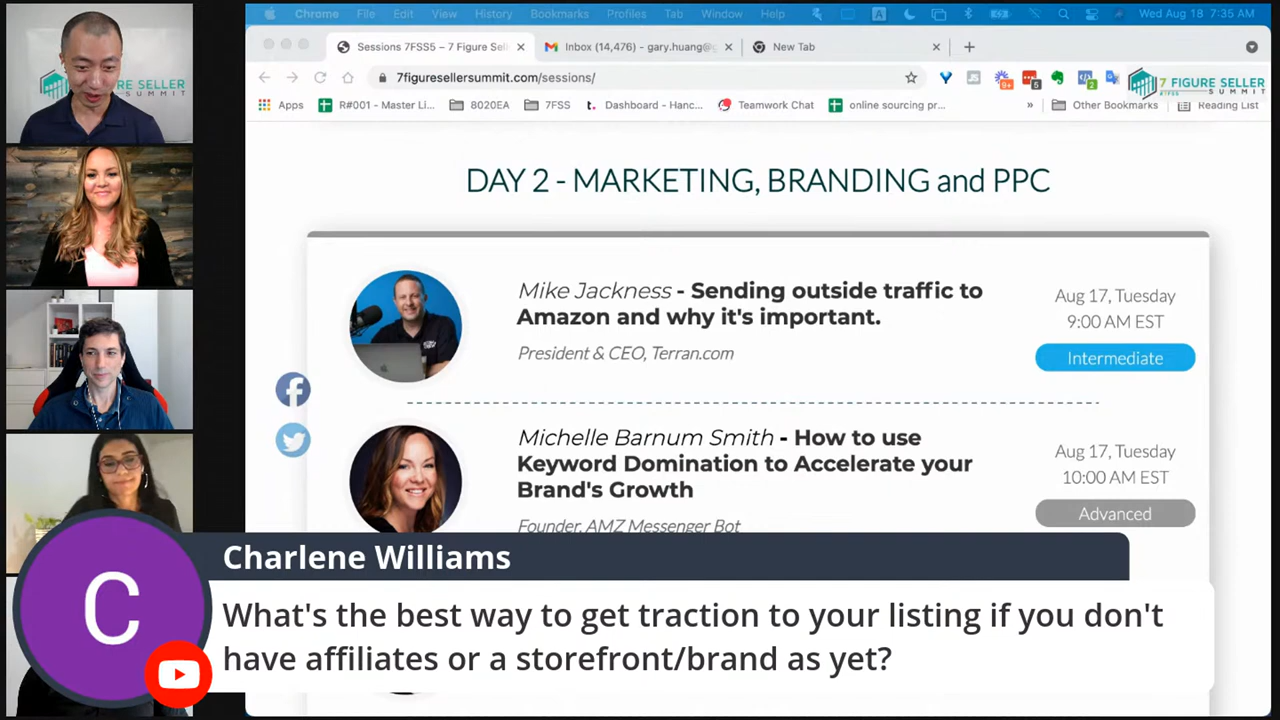 Chrome File Edit View History Bookmarks Profiles Tab Window Help A Wed Aug 18 7:35 AM
Sessions 7FSS5 – 7 Figure Sell
Inbox (14,476) - gary.huang@
New Tab
7figuresellersummit.com/sessions/
9+
5
2
7 FIGURE SELLER
SUMMIT
Apps R#001 - Master Li... 8020EA 7FSS Dashboard - Hanc... Teamwork Chat online sourcing pr... » Other Bookmarks Reading List
FIGURE SELLER
SUMMIT
DAY 2 - MARKETING, BRANDING and PPC
Mike Jackness - Sending outside traffic to
Amazon and why it's important.
President & CEO, Terran.com
Aug 17, Tuesday
9:00 AM EST
Intermediate
Michelle Barnum Smith - How to use
Keyword Domination to Accelerate your
Brand's Growth
Founder, AMZ Messenger Bot
Aug 17, Tuesday
10:00 AM EST
Advanced
C
Charlene Williams
What's the best way to get traction to your listing if you don't
have affiliates or a storefront/brand as yet?